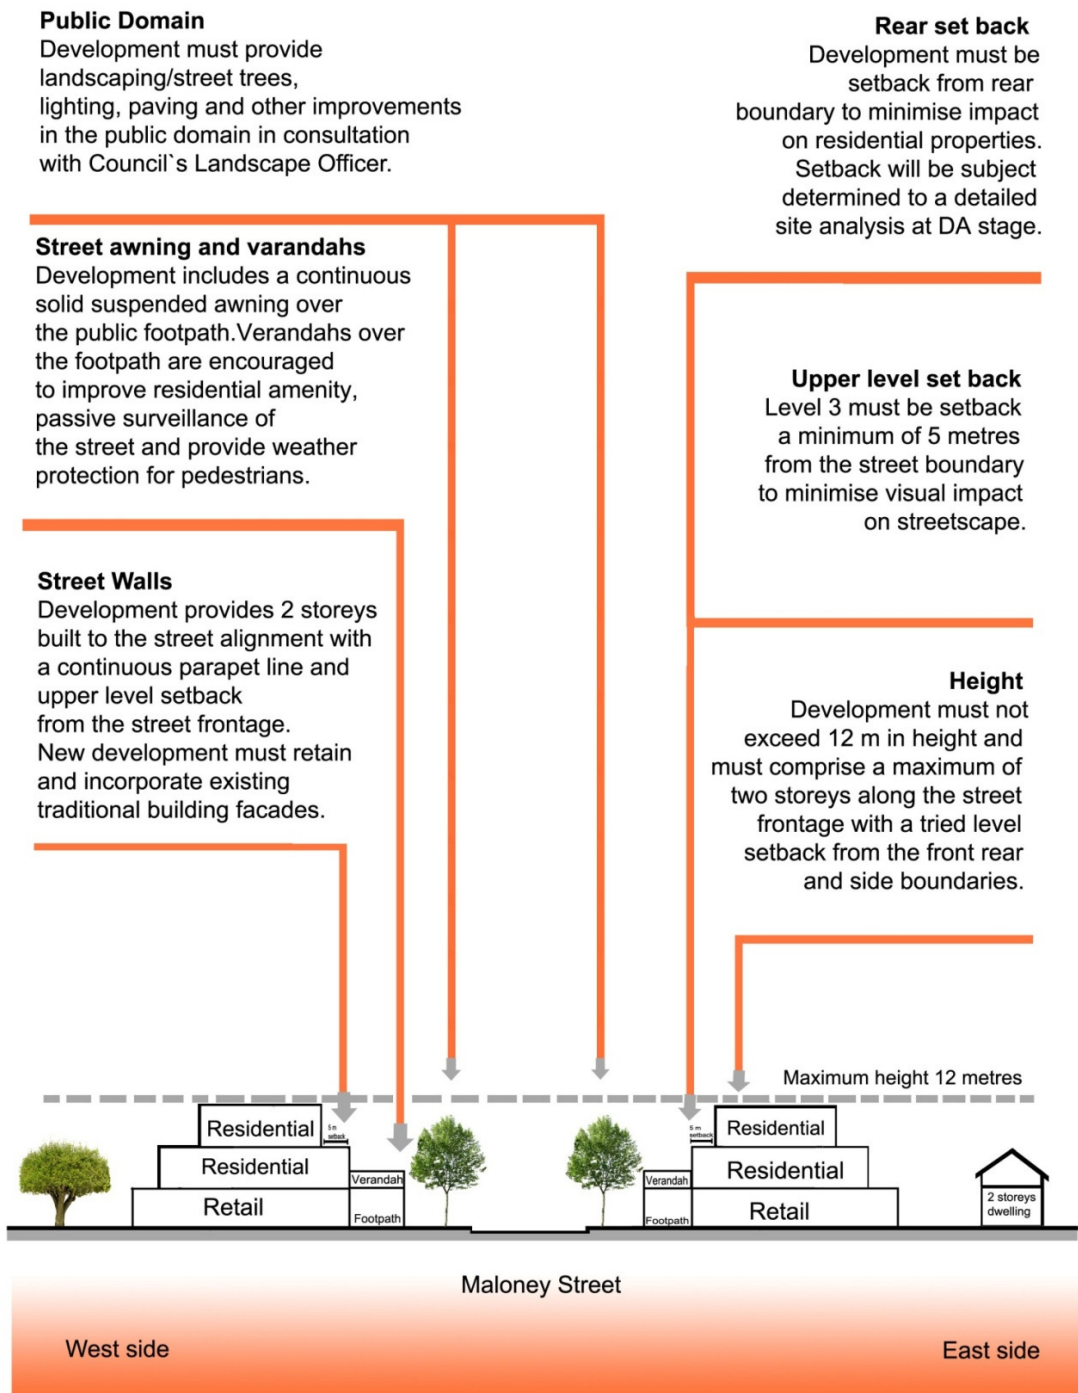 Public Domain
Development must provide
landscaping/street trees,
lighting, paving and other improvements
in the public domain in consultation
with Council`s Landscape Officer.
Rear set back
Development must be
setback from rear
boundary to minimise impact
on residential properties.
Setback will be subject
determined to a detailed
site analysis at DA stage.
Street awning and varandahs
Development includes a continuous
solid suspended awning over
the public footpath.Verandahs over
the footpath are encouraged
to improve residential amenity,
passive surveillance of
the street and provide weather
protection for pedestrians.
Upper level set back
Level 3 must be setback
a minimum of 5 metres
from the street boundary
to minimise visual impact
on streetscape.
Street Walls
Development provides 2 storeys
built to the street alignment with
a continuous parapet line and
upper level setback
from the street frontage.
New development must retain
and incorporate existing
traditional building facades.
Height
Development must not
exceed 12 m in height and
must comprise a maximum of
two storeys along the street
frontage with a tried level
setback from the front rear
and side boundaries.
Maximum height 12 metres
Residential
5 m
setback
Residential
Verandah
Retail
Footpath
5 m
setback
Residential
Verandah
Residential
Footpath
Retail
2 storeys
dwelling
Maloney Street
West side
East side